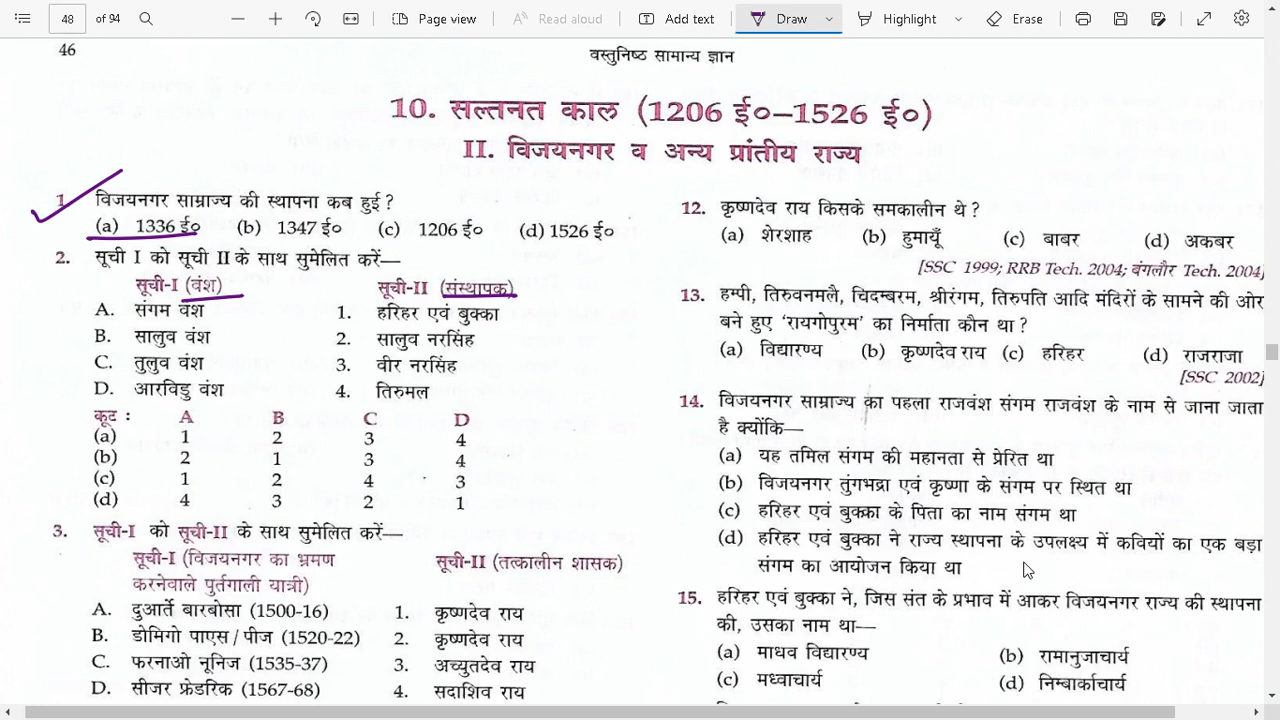 48 of 94 Page view Read aloud Add text Draw Highlight Erase
46
वस्तुनिष्ठ सामान्य ज्ञान
10. सल्तनत काल (1206 ई०–1526 ई०)
II. विजयनगर व अन्य प्रांतीय राज्य
1. विजयनगर साम्राज्य की स्थापना कब हुई ?
(a) 1336 ई० (b) 1347 ई० (c) 1206 ई० (d) 1526 ई०
2. सूची I को सूची II के साथ सुमेलित करें—
सूची-I (वंश) सूची-II (संस्थापक)
A. संगम वंश 1. हरिहर एवं बुक्का
B. सालुव वंश 2. सालुव नरसिंह
C. तुलुव वंश 3. वीर नरसिंह
D. आरविडु वंश 4. तिरुमल
कूट : A B C D
(a) 1 2 3 4
(b) 2 1 3 4
(c) 1 2 4 3
(d) 4 3 2 1
3. सूची-I को सूची-II के साथ सुमेलित करें—
सूची-I (विजयनगर का भ्रमण सूची-II (तत्कालीन शासक)
करनेवाले पुर्तगाली यात्री)
A. दुआर्ते बारबोसा (1500-16) 1. कृष्णदेव राय
B. डोमिगो पाएस / पीज (1520-22) 2. कृष्णदेव राय
C. फरनाओ नूनिज (1535-37) 3. अच्युतदेव राय
D. सीजर फ्रेडरिक (1567-68) 4. सदाशिव राय
12. कृष्णदेव राय किसके समकालीन थे ?
(a) शेरशाह (b) हुमायूँ (c) बाबर (d) अकबर
[SSC 1999; RRB Tech. 2004; बंगलौर Tech. 2004]
13. हम्पी, तिरुवनमलै, चिदम्बरम, श्रीरंगम, तिरुपति आदि मंदिरों के सामने की ओर
बने हुए ‘रायगोपुरम’ का निर्माता कौन था ?
(a) विद्यारण्य (b) कृष्णदेव राय (c) हरिहर (d) राजराजा
[SSC 2002]
14. विजयनगर साम्राज्य का पहला राजवंश संगम राजवंश के नाम से जाना जाता
है क्योंकि—
(a) यह तमिल संगम की महानता से प्रेरित था
(b) विजयनगर तुंगभद्रा एवं कृष्णा के संगम पर स्थित था
(c) हरिहर एवं बुक्का के पिता का नाम संगम था
(d) हरिहर एवं बुक्का ने राज्य स्थापना के उपलक्ष्य में कवियों का एक बड़ा
संगम का आयोजन किया था
15. हरिहर एवं बुक्का ने, जिस संत के प्रभाव में आकर विजयनगर राज्य की स्थापना
की, उसका नाम था—
(a) माधव विद्यारण्य (b) रामानुजाचार्य
(c) मध्वाचार्य (d) निम्बार्काचार्य